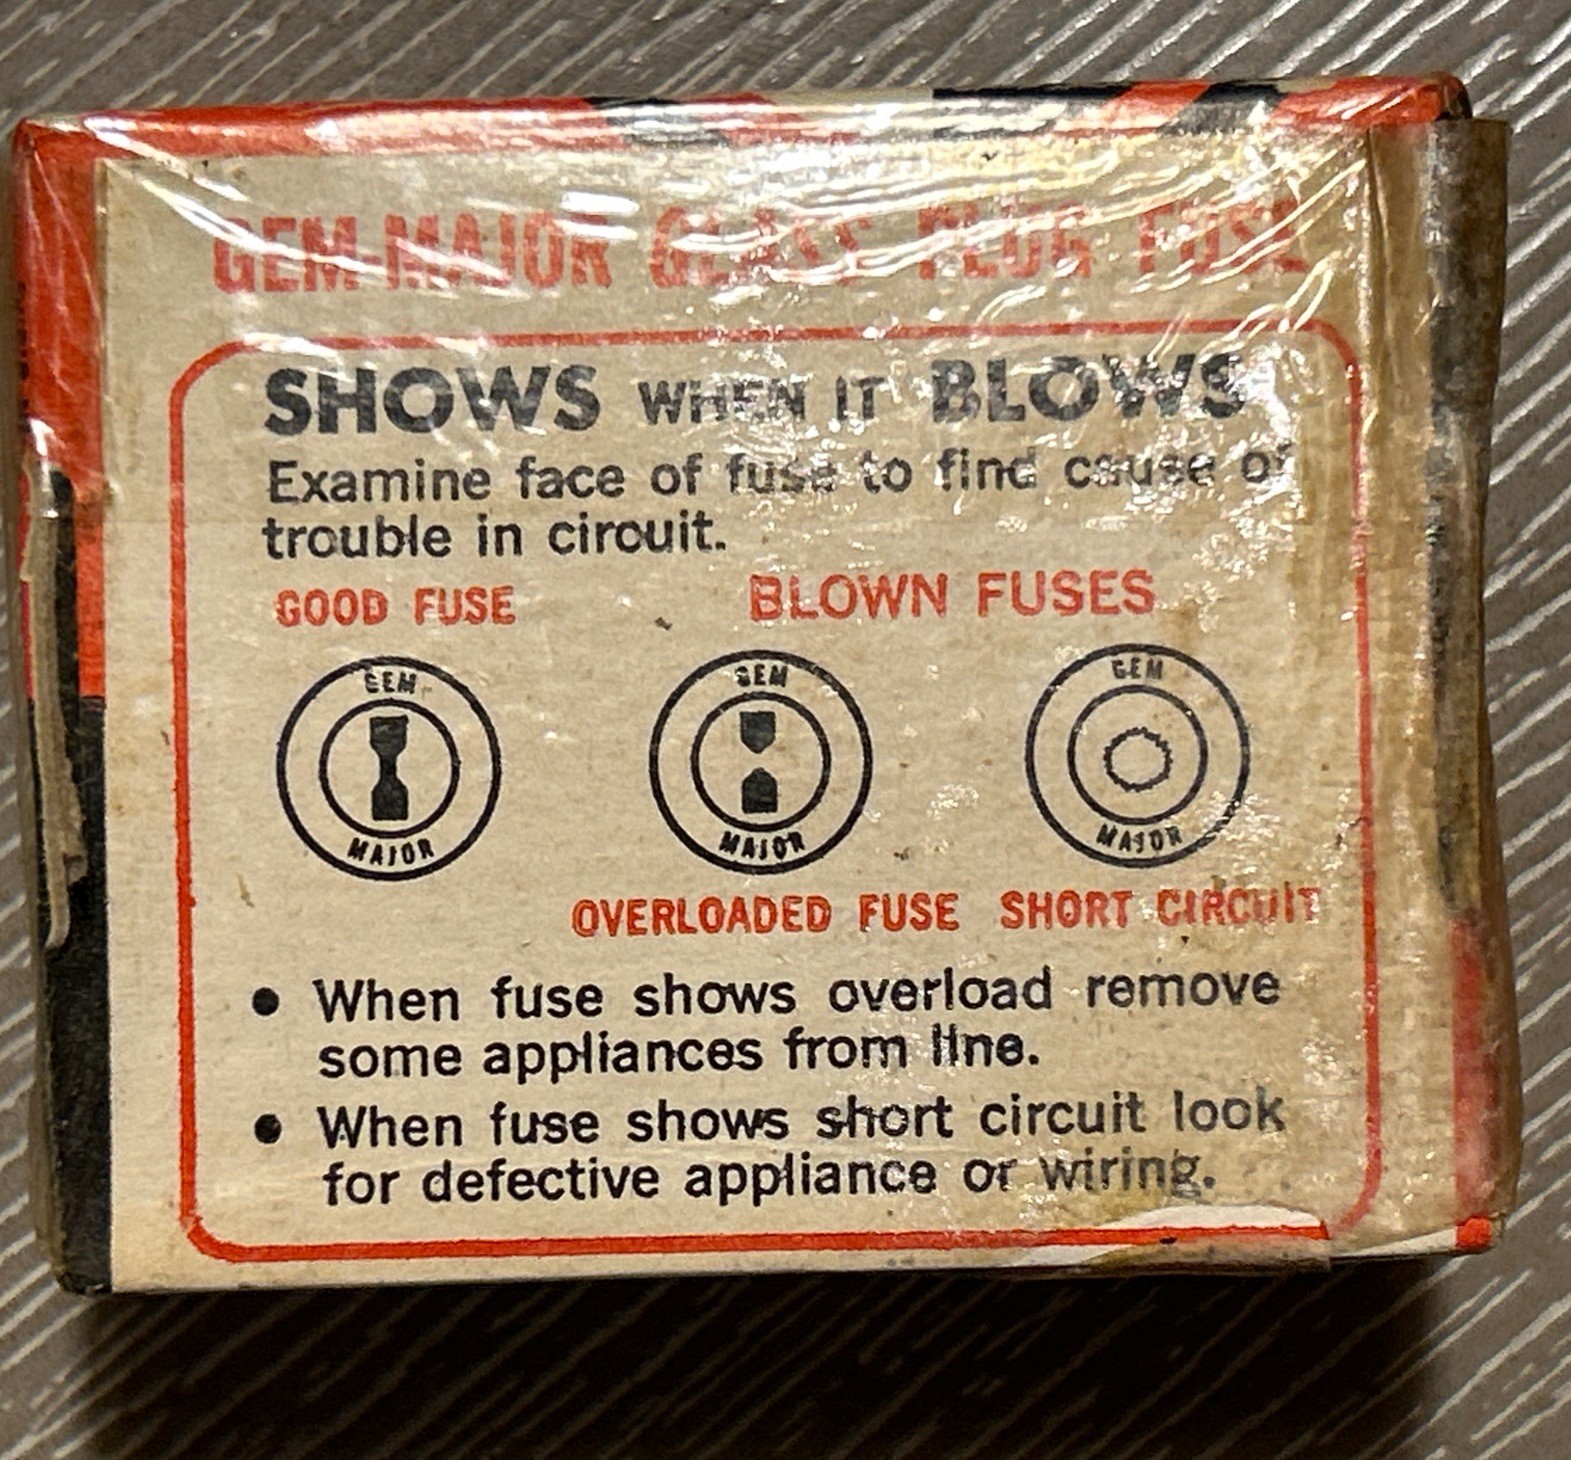 GEM-MAJOR GLASS PLUG FUSE
SHOWS WHEN IT BLOWS
Examine face of fuse to find cause of
trouble in circuit.
GOOD FUSE
BLOWN FUSES
GEM
MAJOR
GEM
MAJOR
GEM
MAJOR
OVERLOADED FUSE
SHORT CIRCUIT
• When fuse shows overload remove
some appliances from line.
• When fuse shows short circuit look
for defective appliance or wiring.